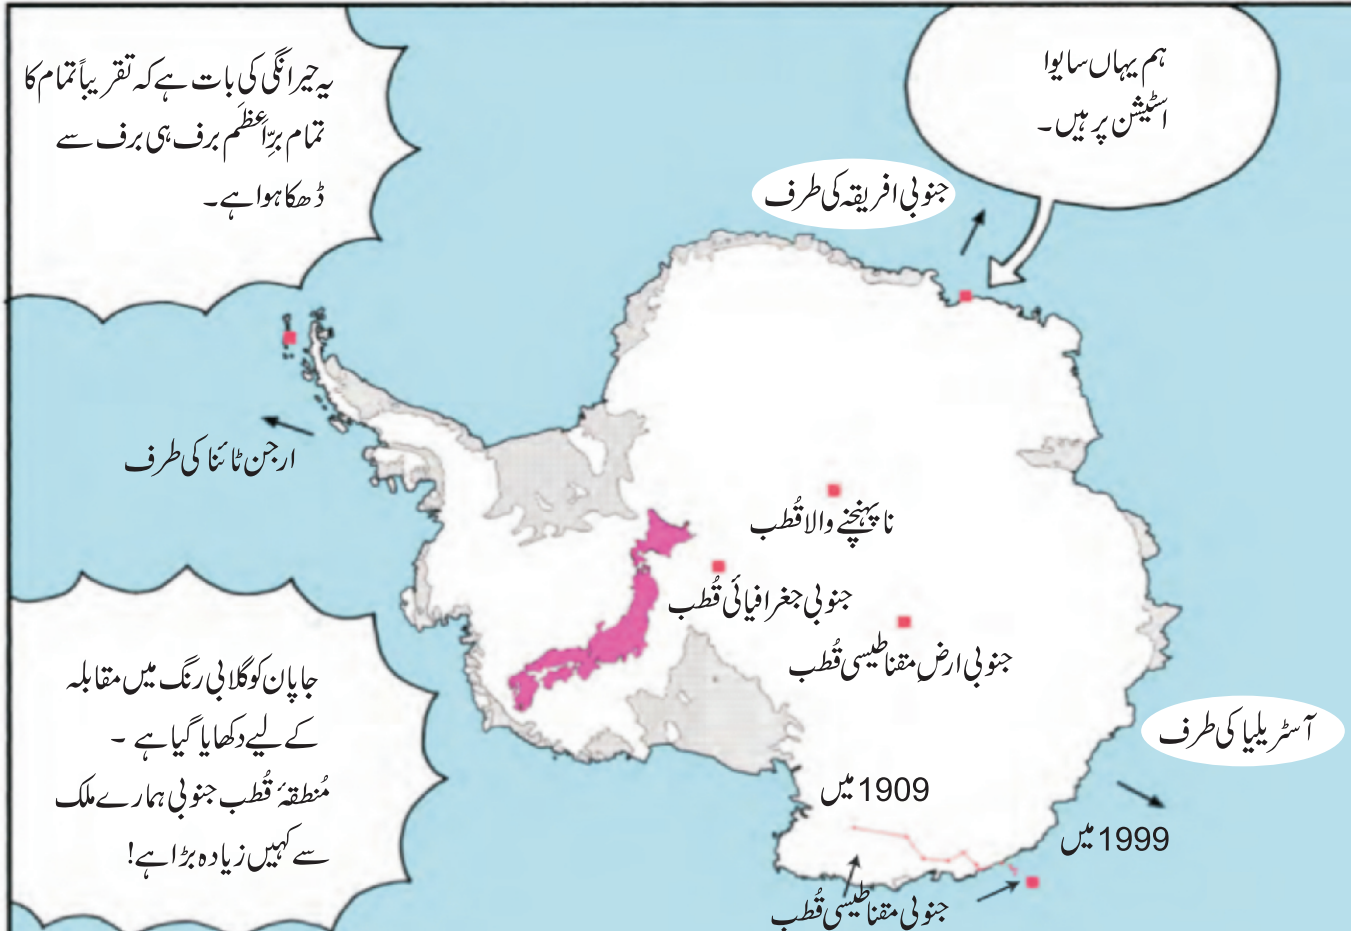 ہم یہاں سایوا
اسٹیشن پر ہیں۔
یہ حیرانگی کی بات ہے کہ تقریباً تمام کا
تمام برِّاَعظَم برف ہی برف سے
ڈھکا ہوا ہے۔
جنوبی افریقہ کی طرف
ارجن ٹائنا کی طرف
نا پہنچنے والا قُطب
جنوبی جغرافیائی قُطب
جنوبی ارضِ مقناطیسی قُطب
آسٹریلیا کی طرف
جاپان کو گلابی رنگ میں مقابلہ
کے لیے دکھایا گیا ہے ۔
مُنطقۂ قُطب جنوبی ہمارے ملک
سے کہیں زیادہ بڑا ہے!
1909 میں
1999 میں
جنوبی مقناطیسی قُطب